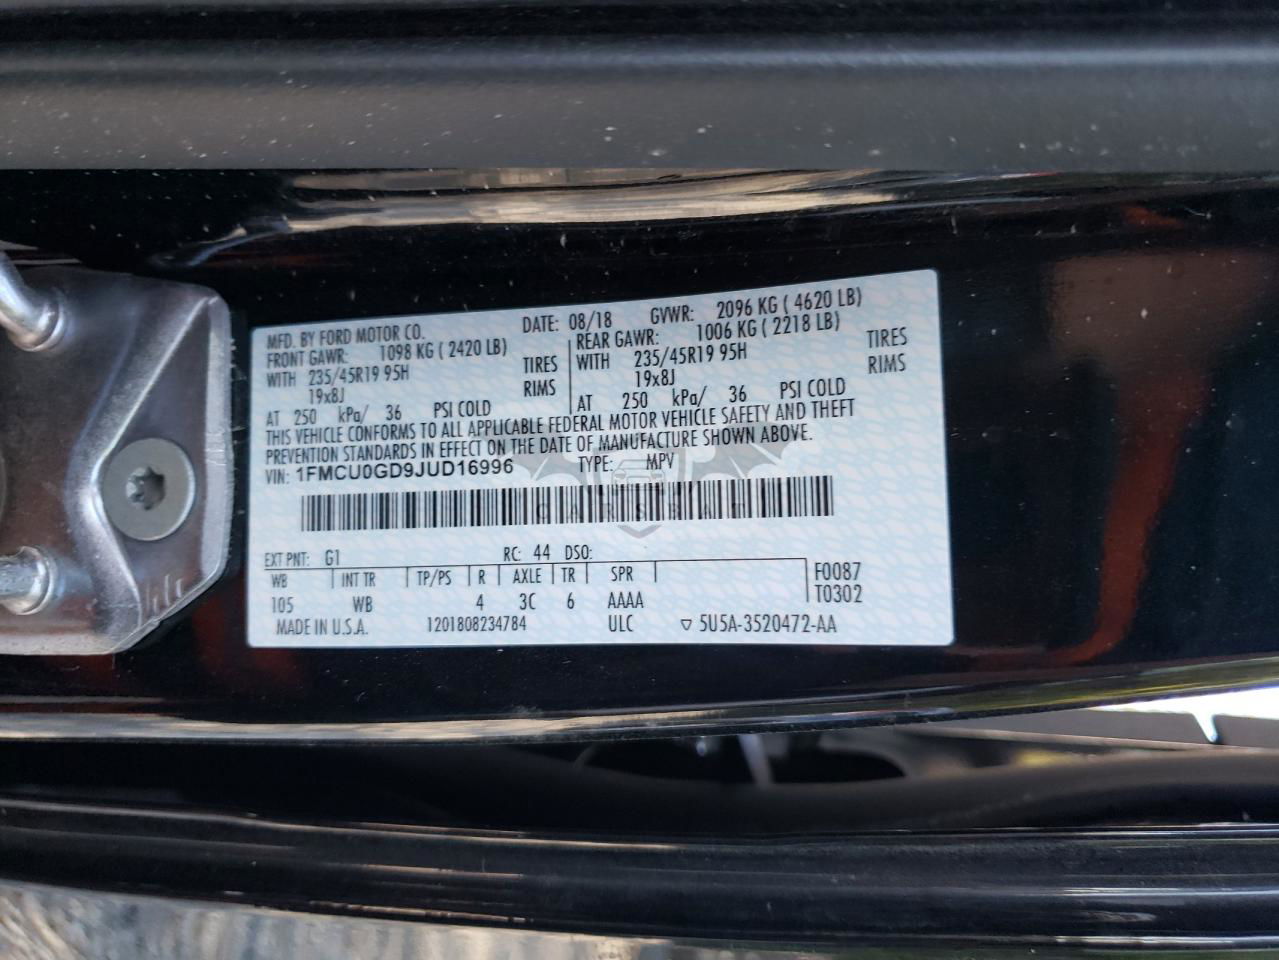 MFD. BY FORD MOTOR CO. DATE: 08/18 GVWR: 2096 KG ( 4620 LB)
FRONT GAWR: 1098 KG ( 2420 LB) REAR GAWR: 1006 KG ( 2218 LB)
WITH 235/45R19 95H TIRES WITH 235/45R19 95H TIRES
19x8J RIMS 19x8J RIMS
AT 250 kPa/ 36 PSI COLD AT 250 kPa/ 36 PSI COLD
THIS VEHICLE CONFORMS TO ALL APPLICABLE FEDERAL MOTOR VEHICLE SAFETY AND THEFT
PREVENTION STANDARDS IN EFFECT ON THE DATE OF MANUFACTURE SHOWN ABOVE.
VIN: 1FMCU0GD9JUD16996 TYPE: MPV
CARSBAT
EXT PNT: G1 RC: 44 DSO:
WB INT TR TP/PS R AXLE TR SPR F0087
105 WB 4 3C 6 AAAA T0302
MADE IN U.S.A. 1201808234784 ULC ▽ 5U5A-3520472-AA